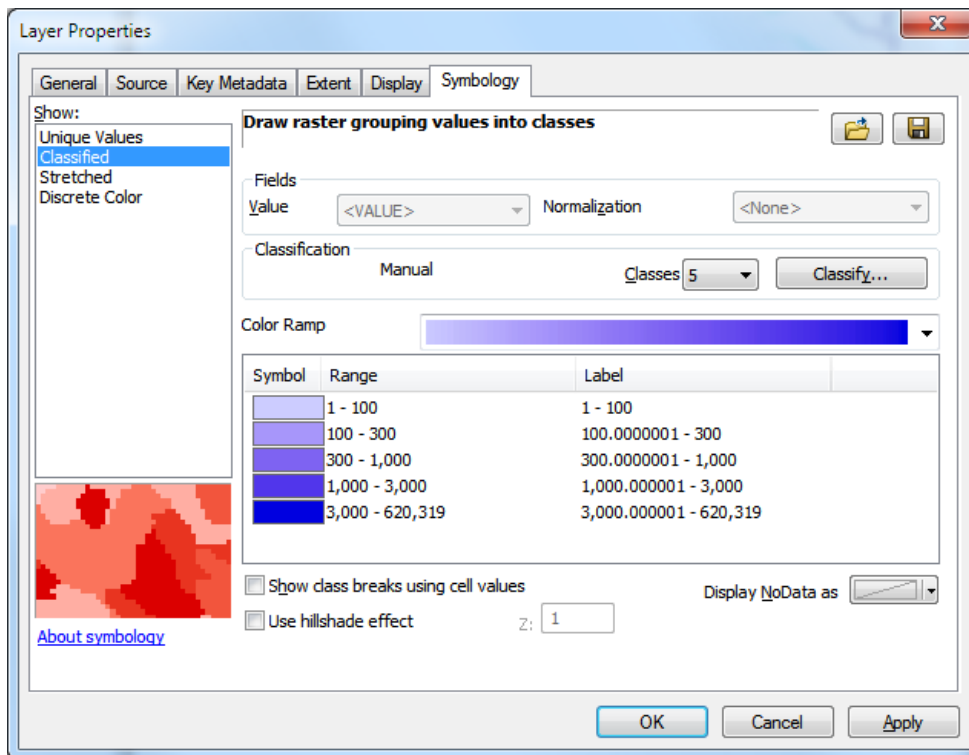 Layer Properties
X
General Source Key Metadata Extent Display Symbology
Show:
Unique Values
Classified
Stretched
Discrete Color
About symbology
Draw raster grouping values into classes
Fields
Value <VALUE> Normalization <None>
Classification
Manual Classes 5 Classify...
Color Ramp
Symbol Range Label
1 - 100 1 - 100
100 - 300 100.0000001 - 300
300 - 1,000 300.0000001 - 1,000
1,000 - 3,000 1,000.000001 - 3,000
3,000 - 620,319 3,000.000001 - 620,319
Show class breaks using cell values Display NoData as
Use hillshade effect Z: 1
OK Cancel Apply